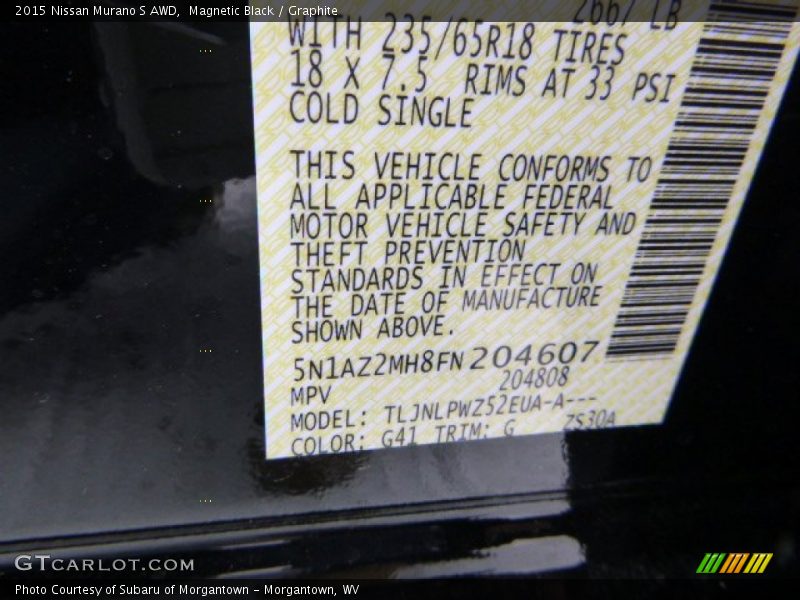 2015 Nissan Murano S AWD,  Magnetic Black / Graphite
2667 LB
WITH 235/65R18 TIRES
18 X 7.5 RIMS AT 33 PSI
COLD SINGLE
THIS VEHICLE CONFORMS TO
ALL APPLICABLE FEDERAL
MOTOR VEHICLE SAFETY AND
THEFT PREVENTION
STANDARDS IN EFFECT ON
THE DATE OF MANUFACTURE
SHOWN ABOVE.
5N1AZ2MH8FN204607
MPV 204808
MODEL: TLJNLPWZ52EUA-A---
COLOR: G41 TRIM: G ZS30A
GTCARLOT.COM
Photo Courtesy of Subaru of Morgantown - Morgantown, WV